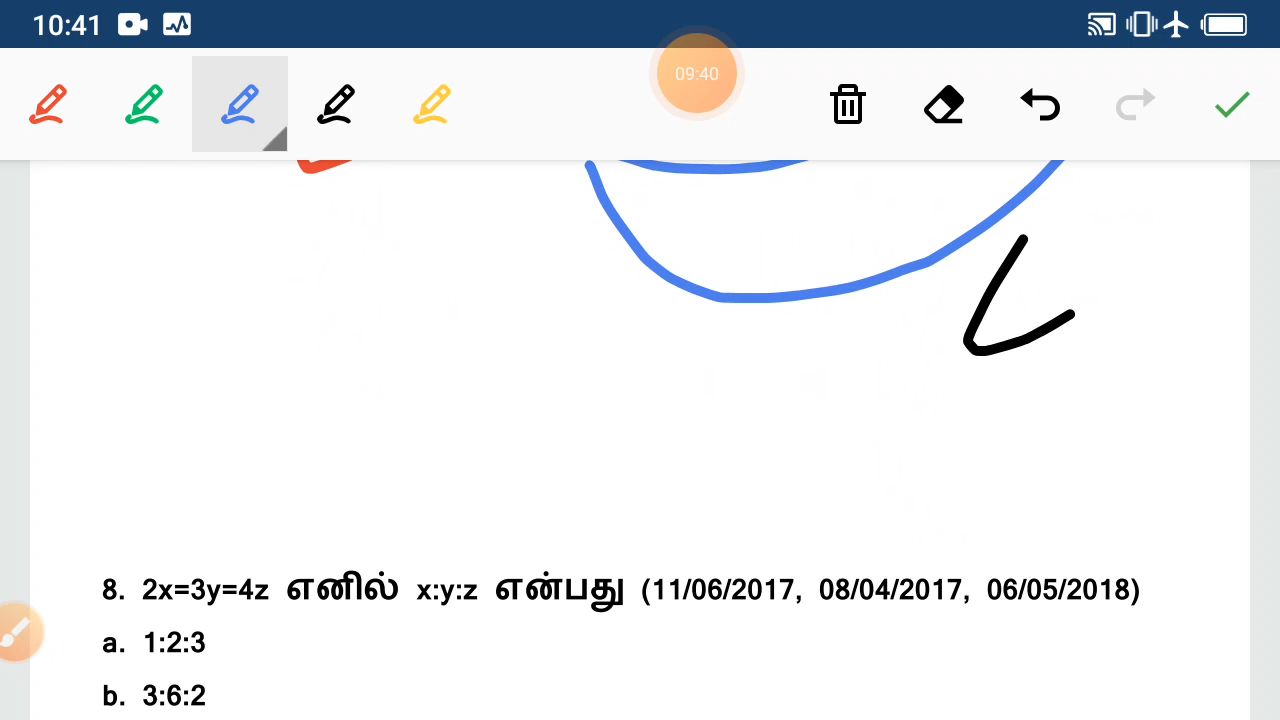 10:41
09:40
8. 2x=3y=4z எனில் x:y:z என்பது (11/06/2017, 08/04/2017, 06/05/2018)
a. 1:2:3
b. 3:6:2